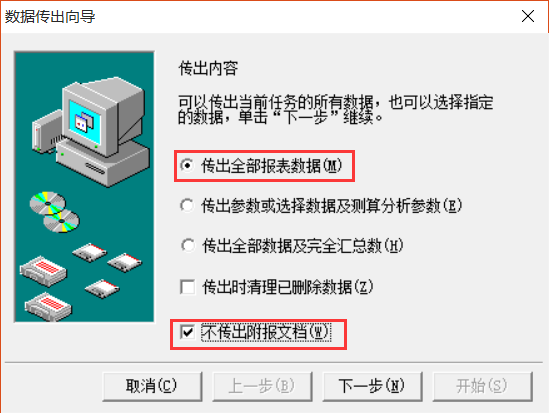 数据传出向导
传出内容
可以传出当前任务的所有数据，也可以选择指定
的数据，单击“下一步”继续。
传出全部报表数据(M)
传出参数或选择数据及测算分析参数(E)
传出全部数据及完全汇总数(H)
传出时清理已删除数据(Z)
不传出附报文档(W)
取消(C)
上一步(B)
下一步(N)
开始(S)